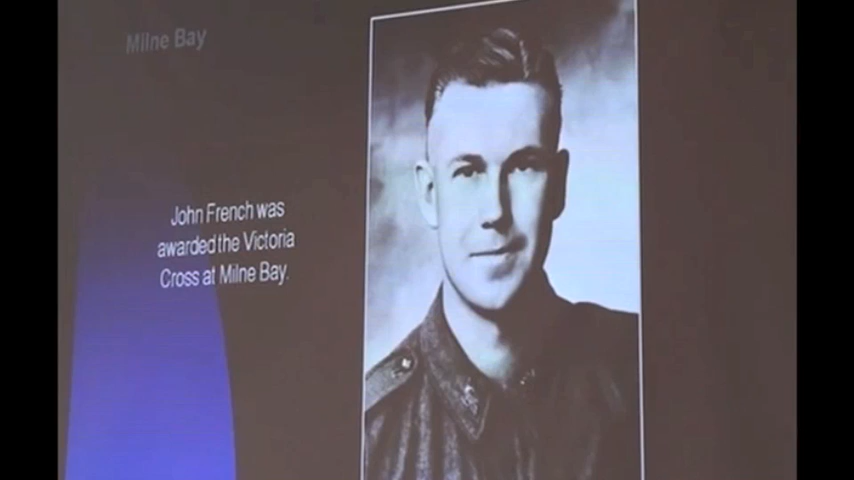 Milne Bay
John French was
awarded the Victoria
Cross at Milne Bay.